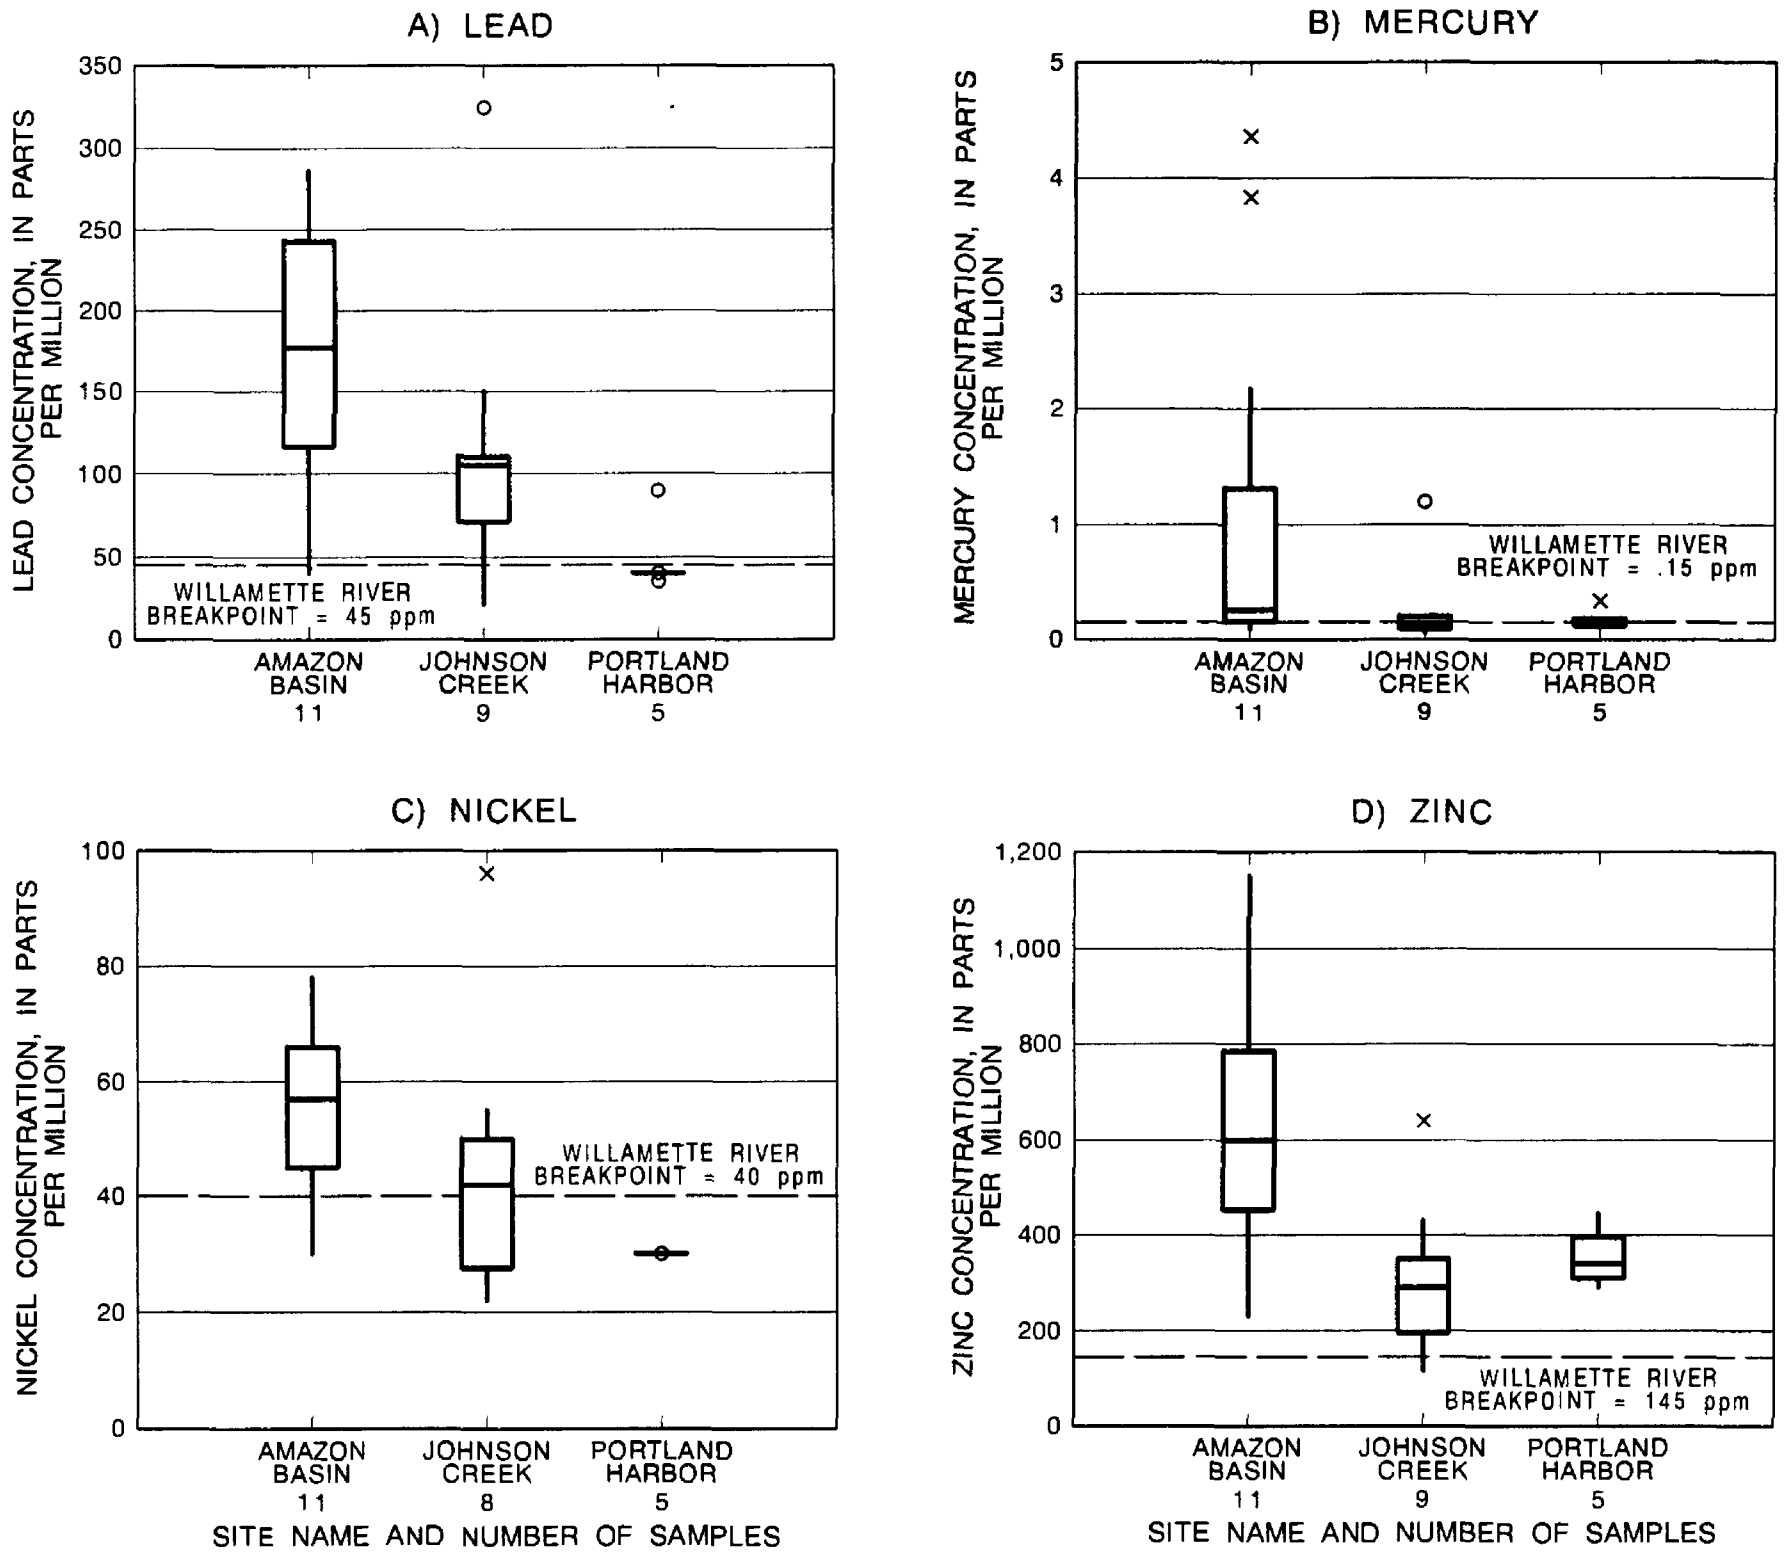 A) LEAD
LEAD CONCENTRATION, IN PARTS
PER MILLION
350
300
250
200
150
100
50
0
WILLAMETTE RIVER
BREAKPOINT = 45 ppm
AMAZON JOHNSON PORTLAND
BASIN CREEK HARBOR
11 9 5
B) MERCURY
MERCURY CONCENTRATION, IN PARTS
PER MILLION
5
4
3
2
1
0
WILLAMETTE RIVER
BREAKPOINT = .15 ppm
AMAZON JOHNSON PORTLAND
BASIN CREEK HARBOR
11 9 5
C) NICKEL
NICKEL CONCENTRATION, IN PARTS
PER MILLION
100
80
60
40
20
0
WILLAMETTE RIVER
BREAKPOINT = 40 ppm
AMAZON JOHNSON PORTLAND
BASIN CREEK HARBOR
11 8 5
SITE NAME AND NUMBER OF SAMPLES
D) ZINC
ZINC CONCENTRATION, IN PARTS
PER MILLION
1,200
1,000
800
600
400
200
0
WILLAMETTE RIVER
BREAKPOINT = 145 ppm
AMAZON JOHNSON PORTLAND
BASIN CREEK HARBOR
11 9 5
SITE NAME AND NUMBER OF SAMPLES